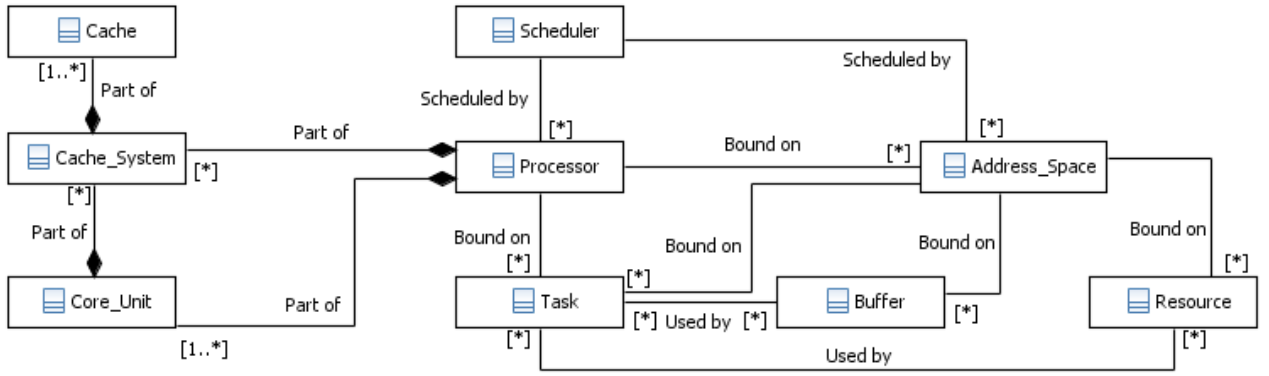 Cache
Scheduler
[1..*]
Part of
Scheduled by
Scheduled by
Part of
[*]
[*]
Bound on
[*]
Cache_System
[*]
Processor
Address_Space
[*]
Part of
Bound on
Bound on
Bound on
Bound on
[*]
[*]
[*]
Core_Unit
Part of
Task
Buffer
Resource
[1..*]
[*]
Used by
[*]
[*]
[*]
[*]
Used by